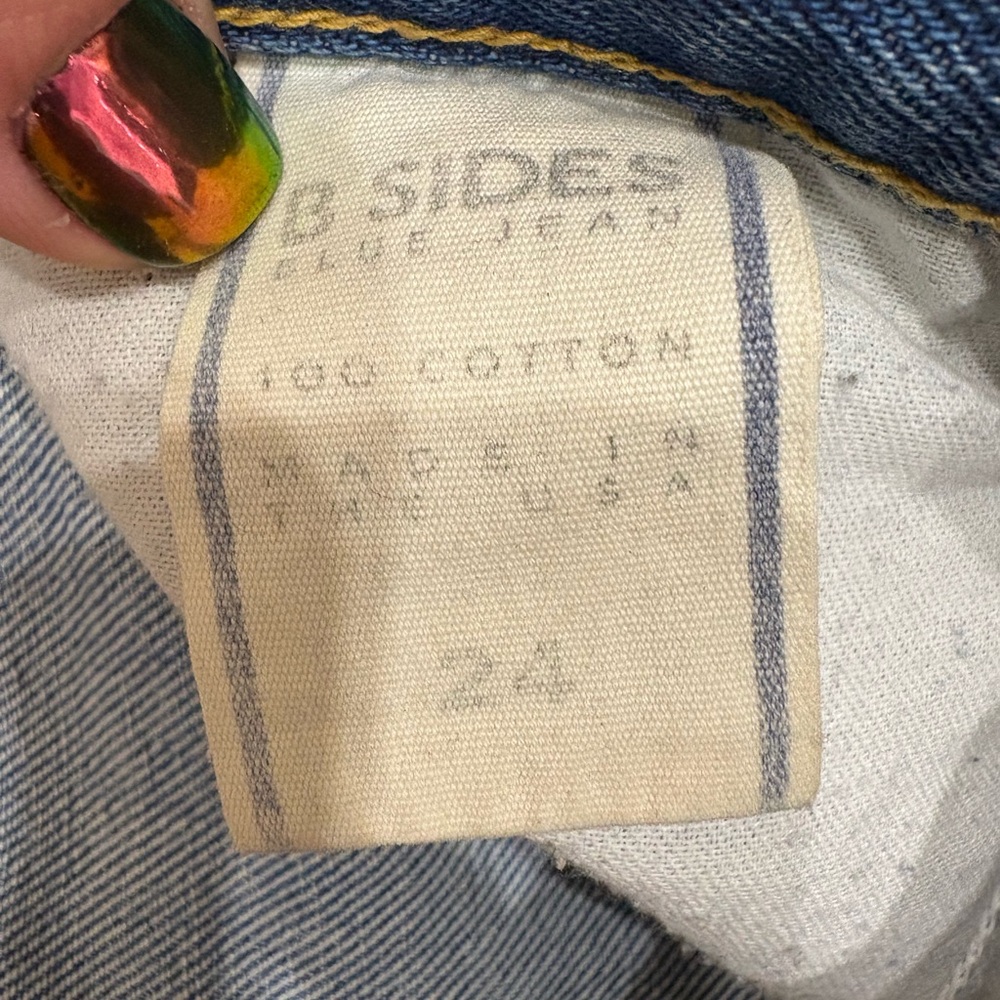 B SIDES
BLUE JEAN
100 COTTON
MADE IN
THE USA
24